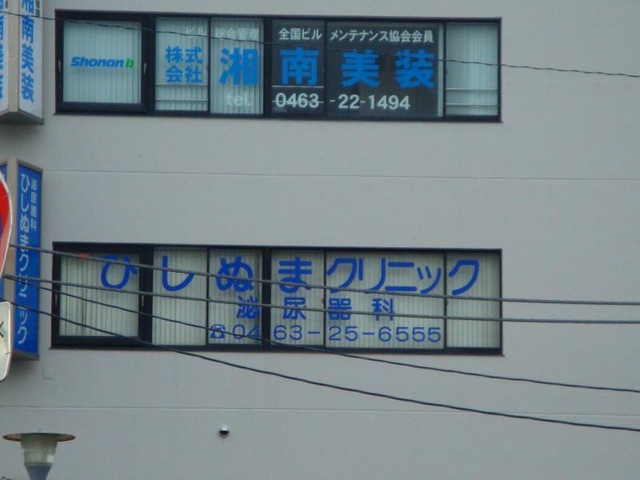 湘南美装
Shonan b
ビル総合管理 全国ビルメンテナンス協会会員
株式会社 湘南美装
tel. 0463-22-1494
泌尿器科
ひしぬまクリニック
ひしぬまクリニック
泌尿器科
☎0463-25-6555